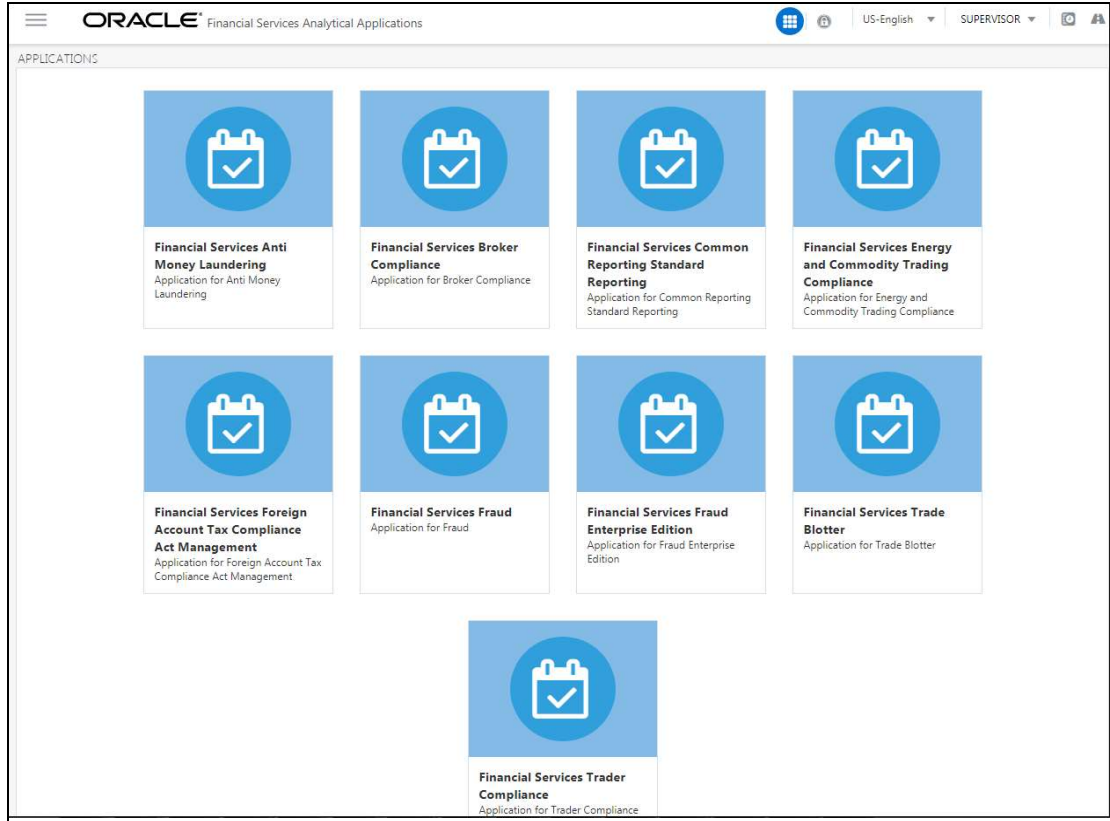 ORACLE Financial Services Analytical Applications
US-English
SUPERVISOR
APPLICATIONS
Financial Services Anti
Money Laundering
Application for Anti Money
Laundering
Financial Services Broker
Compliance
Application for Broker Compliance
Financial Services Common
Reporting Standard
Reporting
Application for Common Reporting
Standard Reporting
Financial Services Energy
and Commodity Trading
Compliance
Application for Energy and
Commodity Trading Compliance
Financial Services Foreign
Account Tax Compliance
Act Management
Application for Foreign Account Tax
Compliance Act Management
Financial Services Fraud
Application for Fraud
Financial Services Fraud
Enterprise Edition
Application for Fraud Enterprise
Edition
Financial Services Trade
Blotter
Application for Trade Blotter
Financial Services Trader
Compliance
Application for Trader Compliance